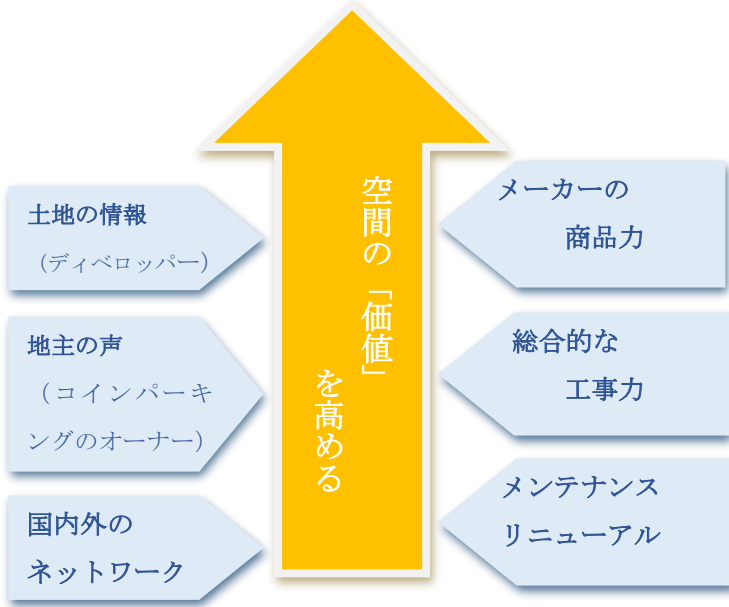 土地の情報
（ディベロッパー）
地主の声
（コインパーキ
ングのオーナー）
国内外の
ネットワーク
空間の「価値」
を高める
メーカーの
商品力
総合的な
工事力
メンテナンス
リニューアル